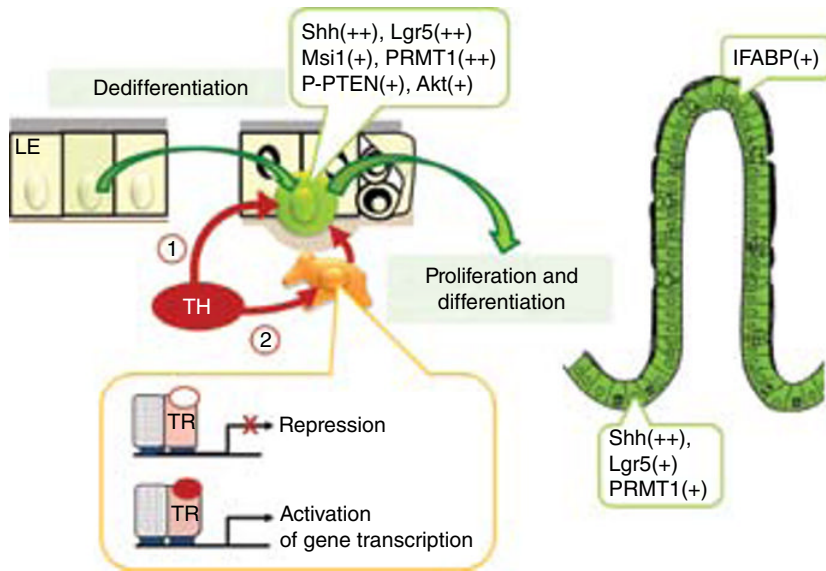 Shh(++), Lgr5(++)
Msi1(+), PRMT1(++)
P-PTEN(+), Akt(+)
IFABP(+)
Dedifferentiation
LE
1
TH
2
Proliferation and
differentiation
TR
Repression
TR
Activation
of gene transcription
Shh(++),
Lgr5(+)
PRMT1(+)